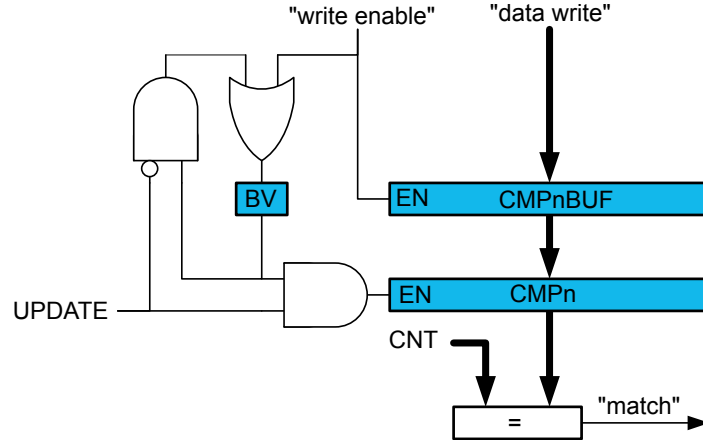 "write enable" "data write"
BV
EN CMPnBUF
EN CMPn
UPDATE
CNT
= "match"